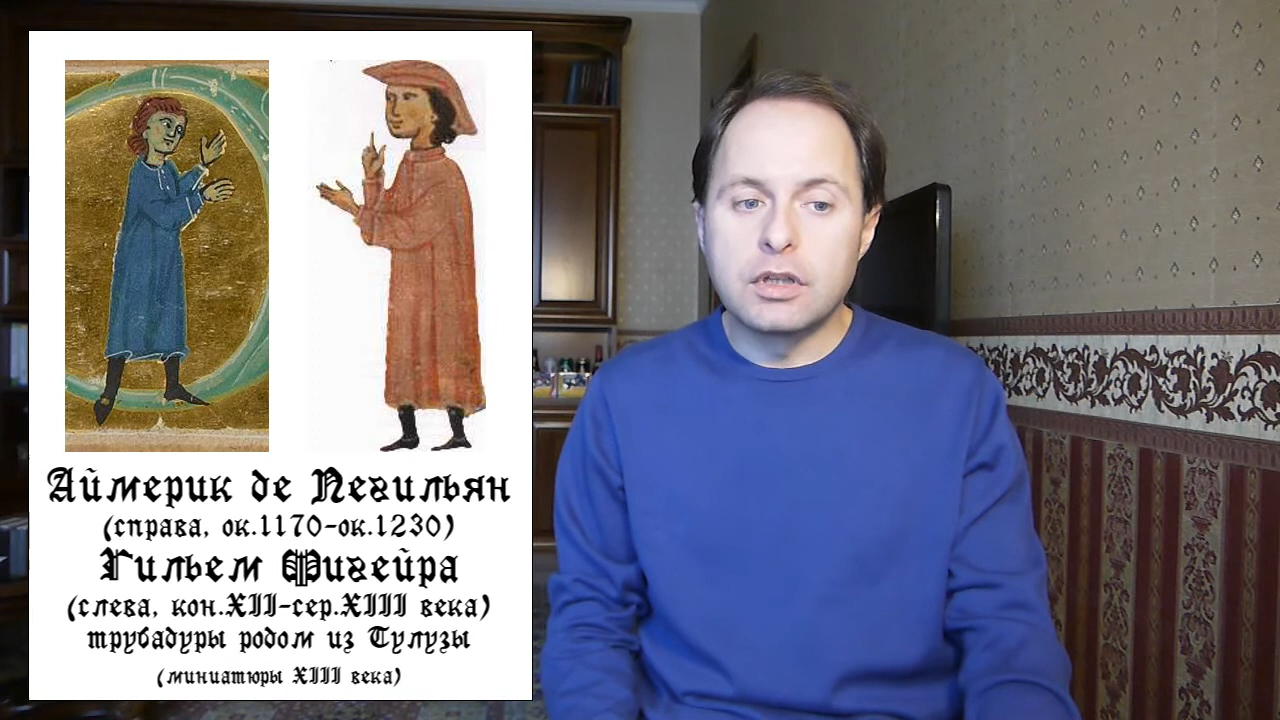 Аймерик де Пегильян
(справа, ок.1170-ок.1230)
Гильем Фигейра
(слева, кон.XII-сер.XIII века)
трубадуры родом из Тулузы
(миниатюры XIII века)